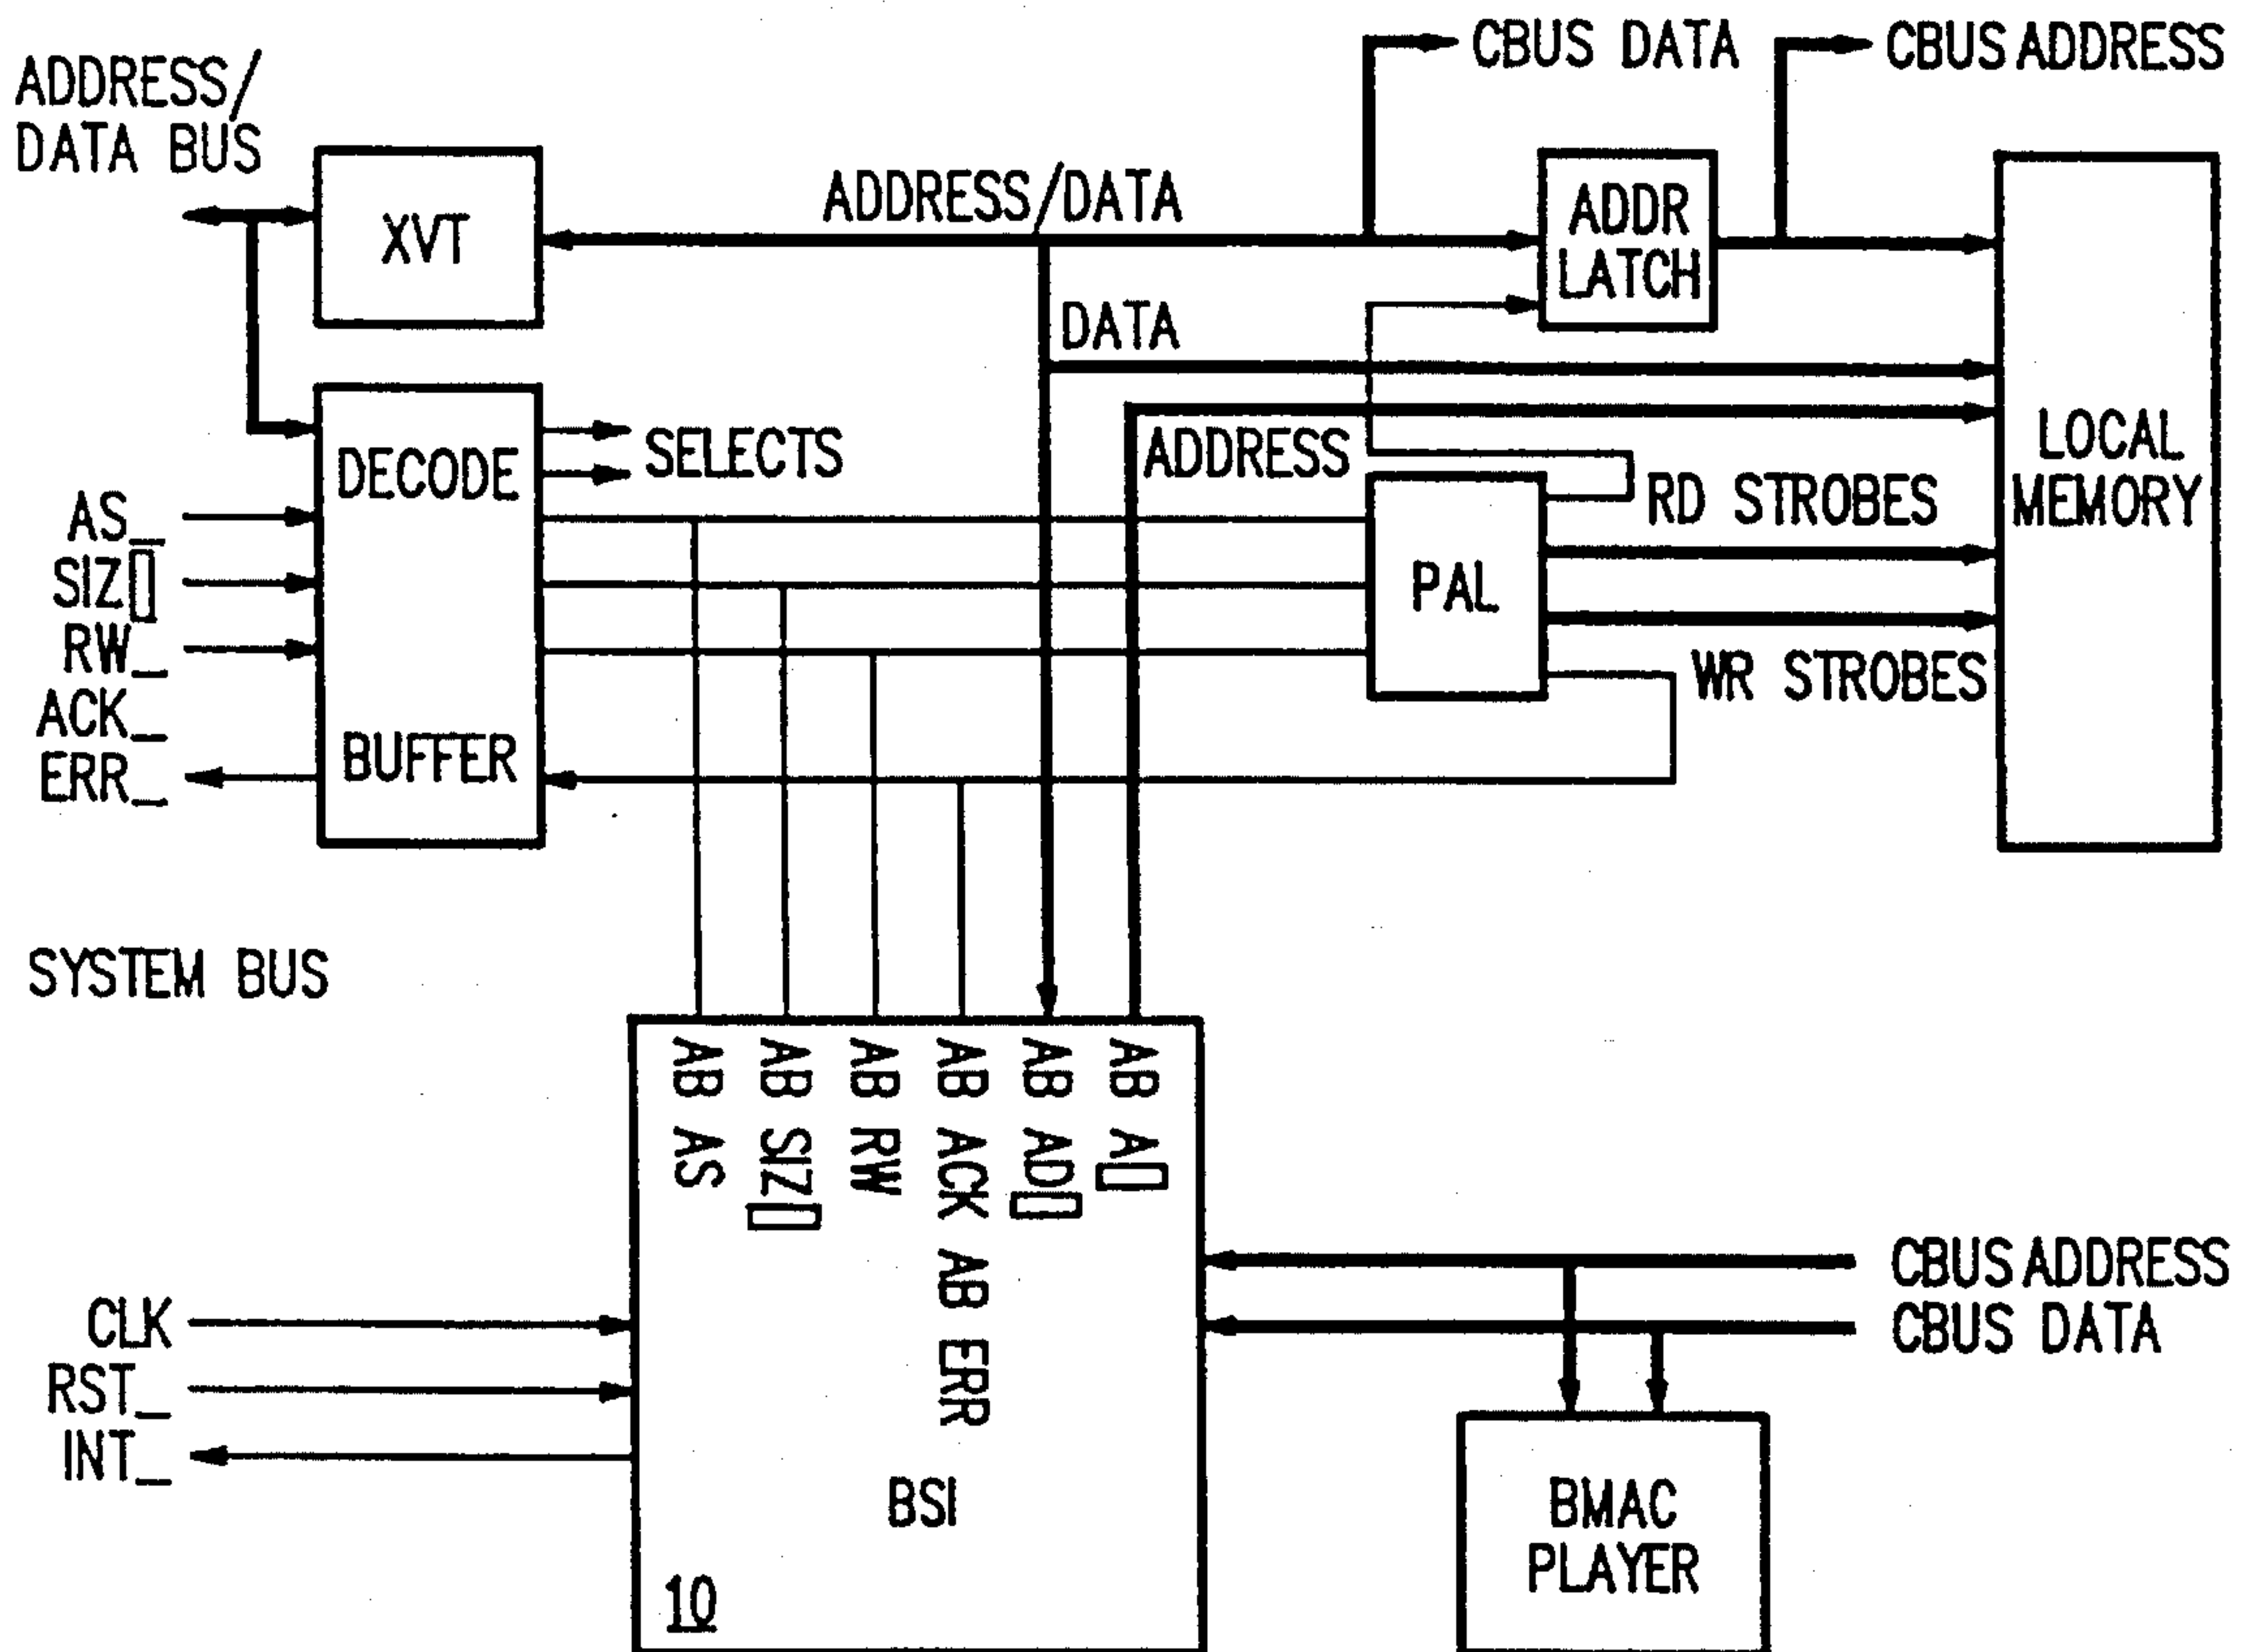 CBUS DATA
CBUS ADDRESS
ADDRESS/
DATA BUS
XVT
ADDRESS/DATA
ADDR
LATCH
DATA
LOCAL
MEMORY
DECODE
SELECTS
ADDRESS
AS_
SIZ[]
RW_
ACK_
ERR_
BUFFER
PAL
RD STROBES
WR STROBES
SYSTEM BUS
AB AS
AB SIZ[]
AB RW
AB ACK AB ERR
AB AD[]
AB A[]
CBUS ADDRESS
CBUS DATA
CLK
RST_
INT_
BSI
10
BMAC
PLAYER